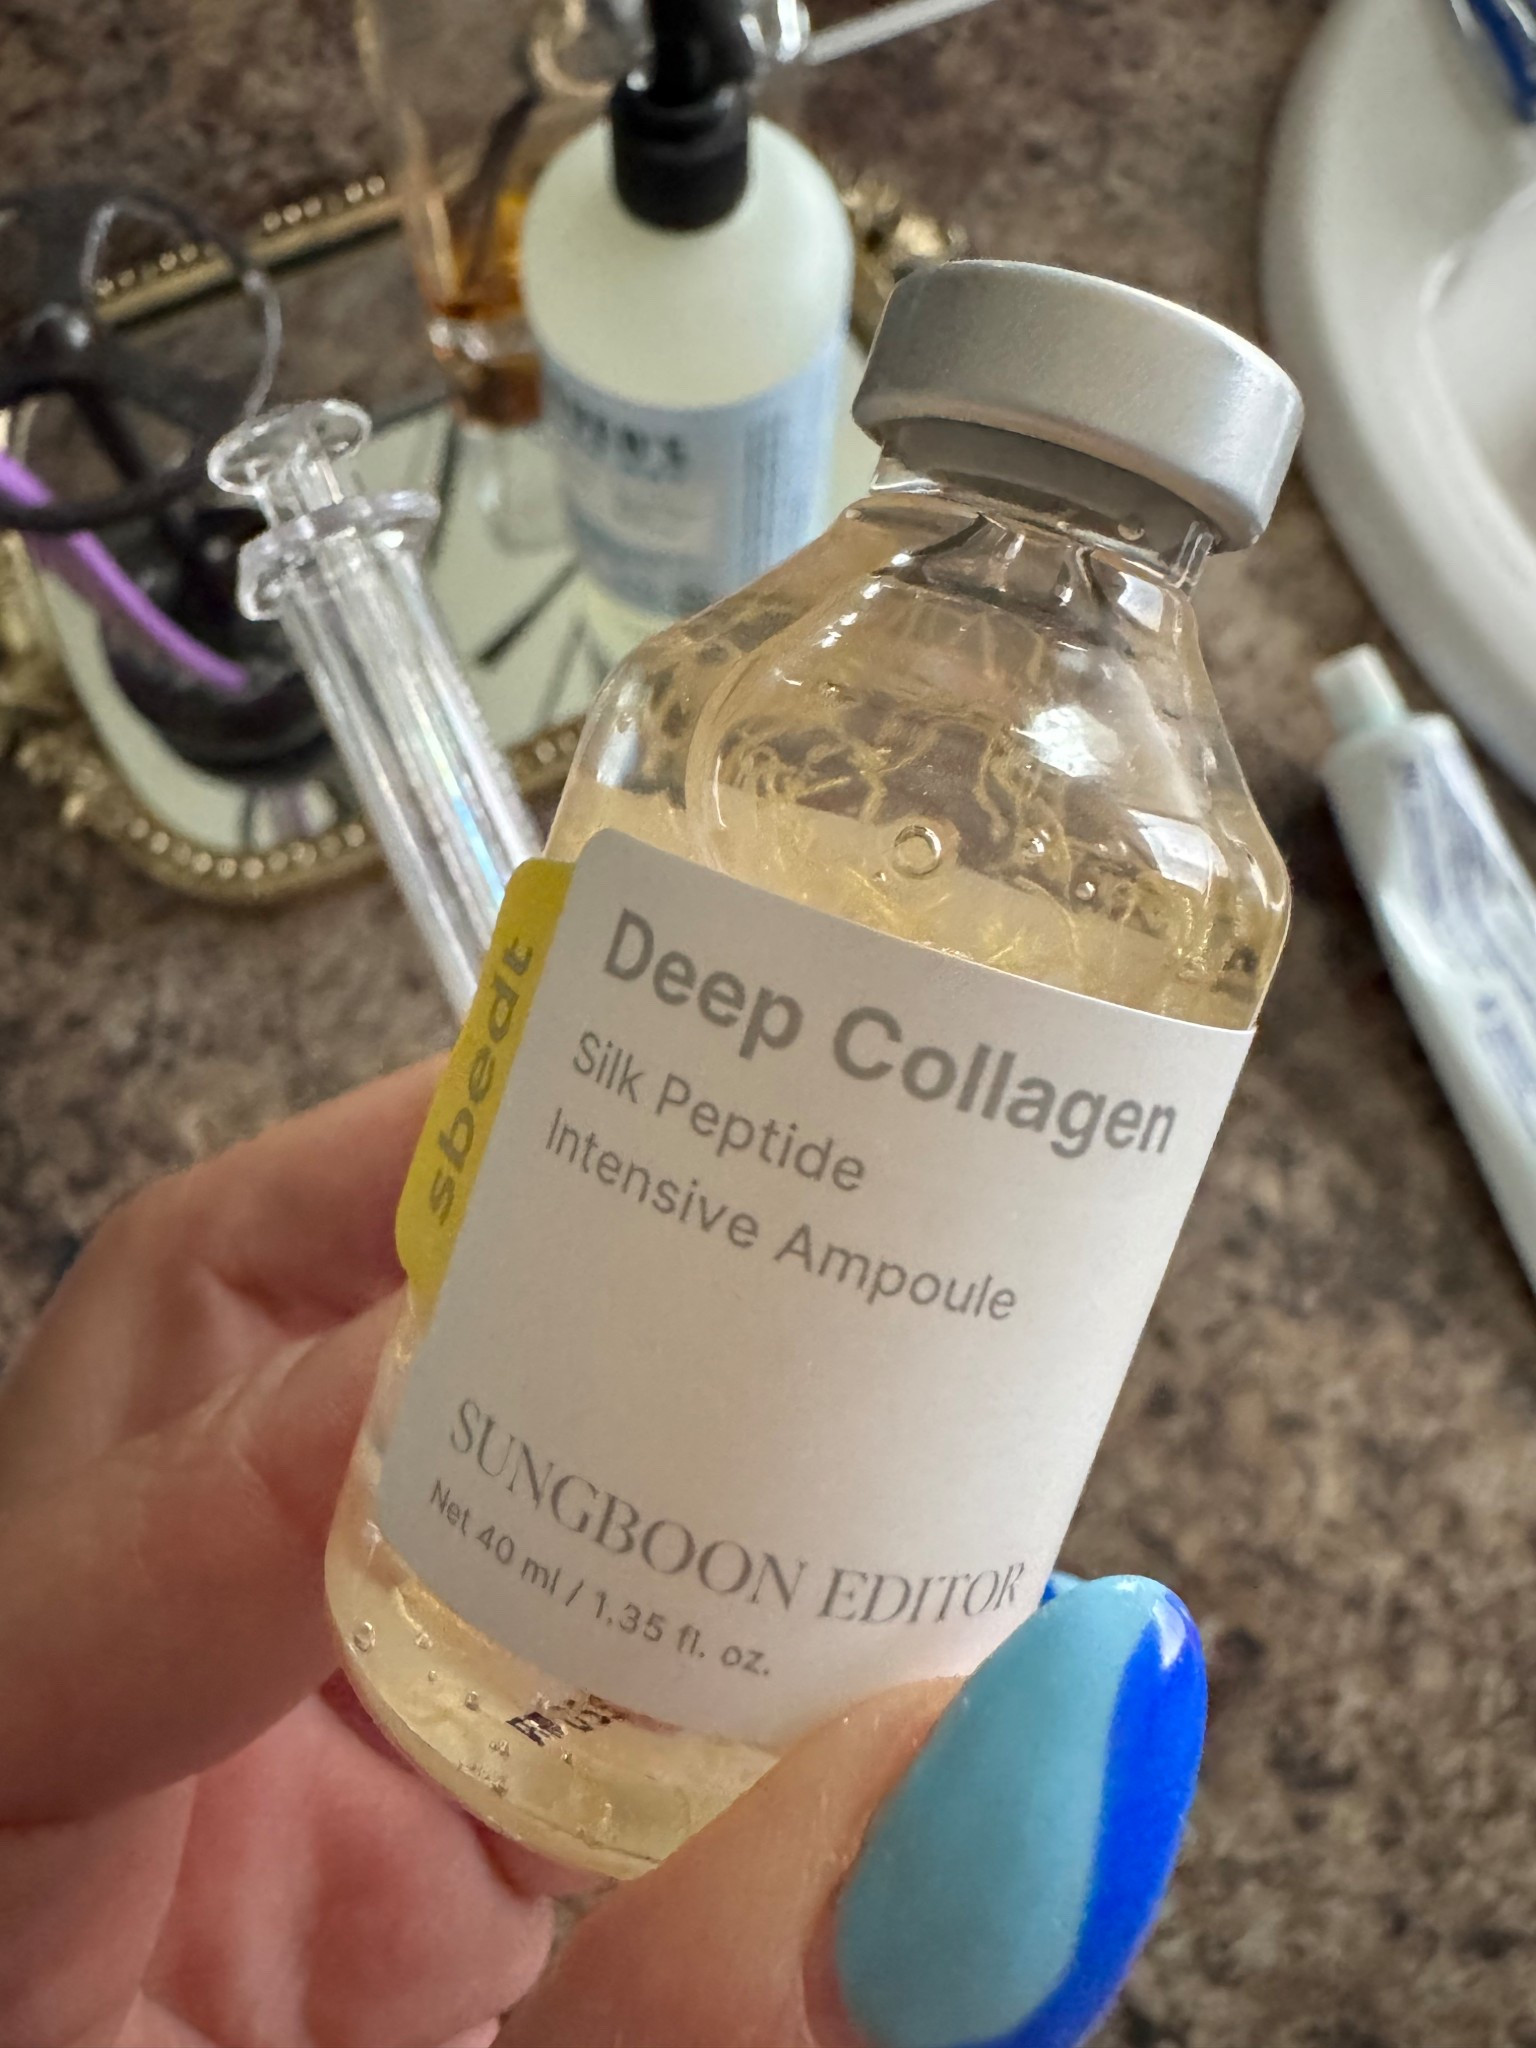 Deep Collagen
Silk Peptide
Intensive Ampoule
SUNGBOON EDITOR
Net 40 ml / 1.35 fl. oz.
sbedt